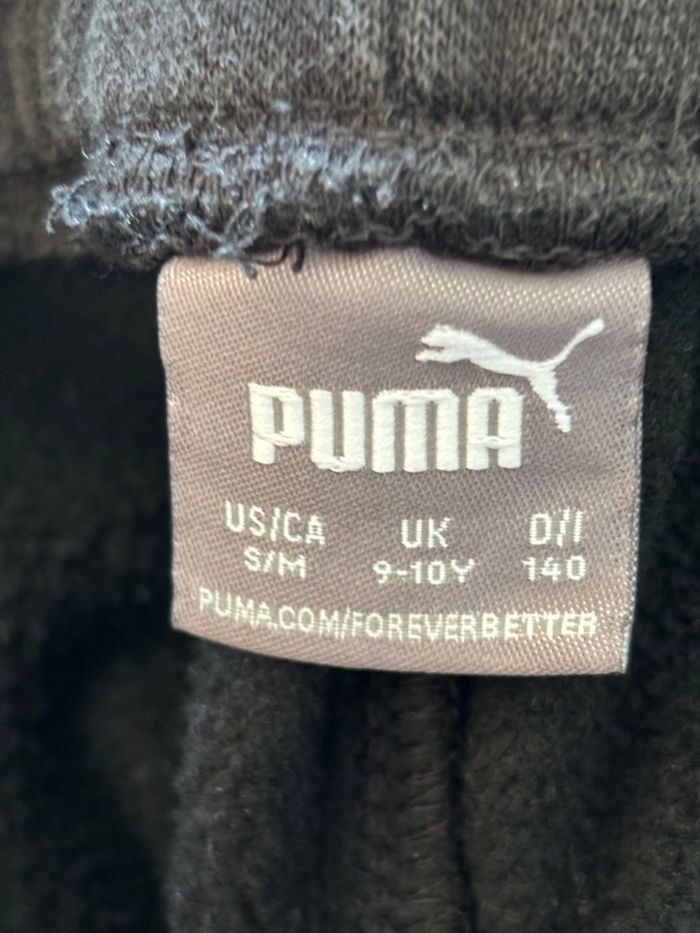 PUMA
US/CA UK D/I
S/M 9-10Y 140
PUMA.COM/FOREVERBETTER